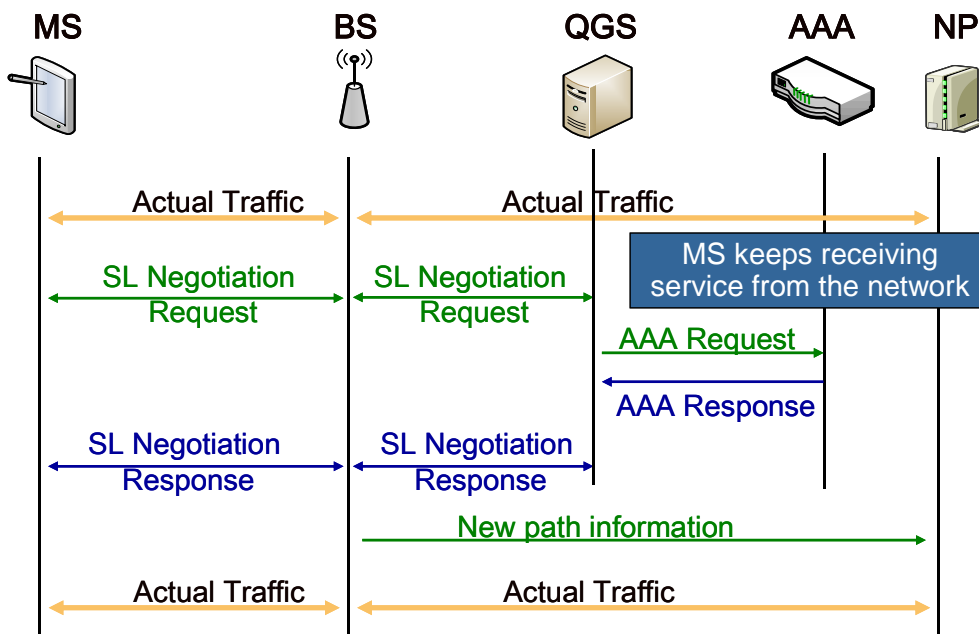 MS BS QGS AAA NP
Actual Traffic Actual Traffic
MS keeps receiving
service from the network
SL Negotiation SL Negotiation
Request Request
AAA Request
AAA Response
SL Negotiation SL Negotiation
Response Response
New path information
Actual Traffic Actual Traffic